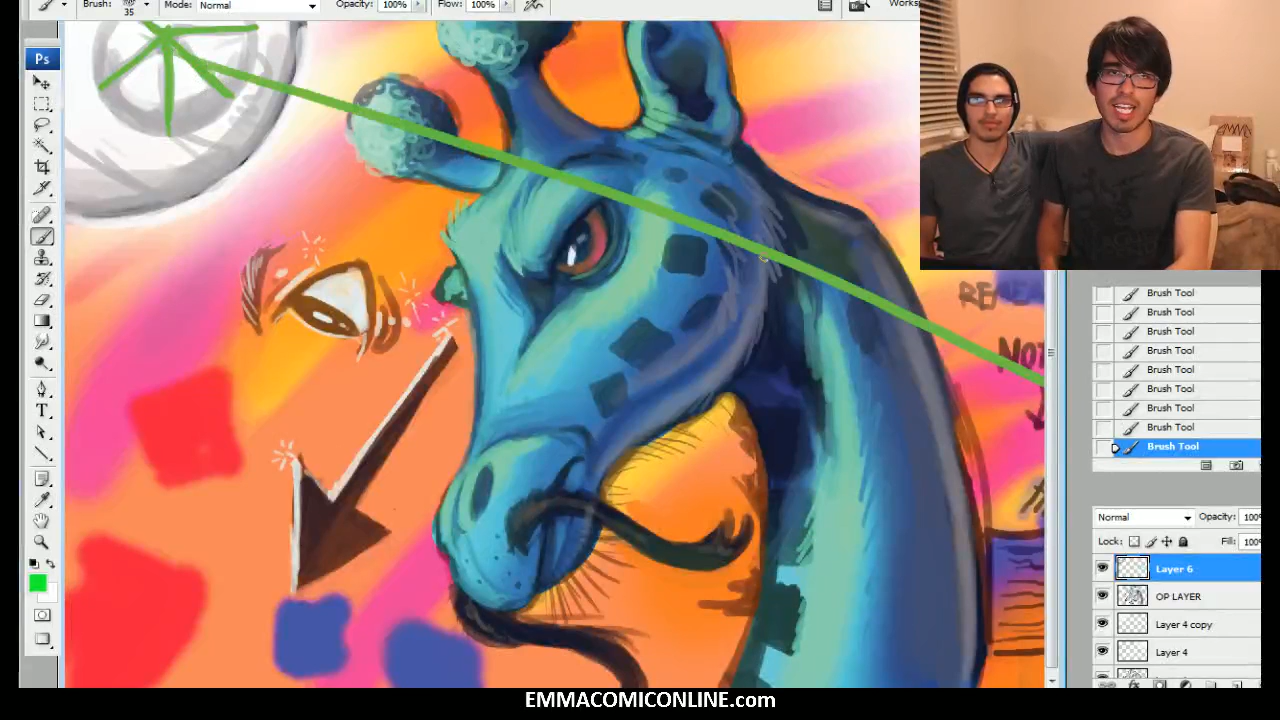 Brush: 35 Mode: Normal Opacity: 100% Flow: 100%
Ps
T
NOT
Brush Tool
Brush Tool
Brush Tool
Brush Tool
Brush Tool
Brush Tool
Brush Tool
Brush Tool
Brush Tool
Normal Opacity: 100%
Lock: Fill:
Layer 6
OP LAYER
Layer 4 copy
Layer 4
EMMACOMICONLINE.com